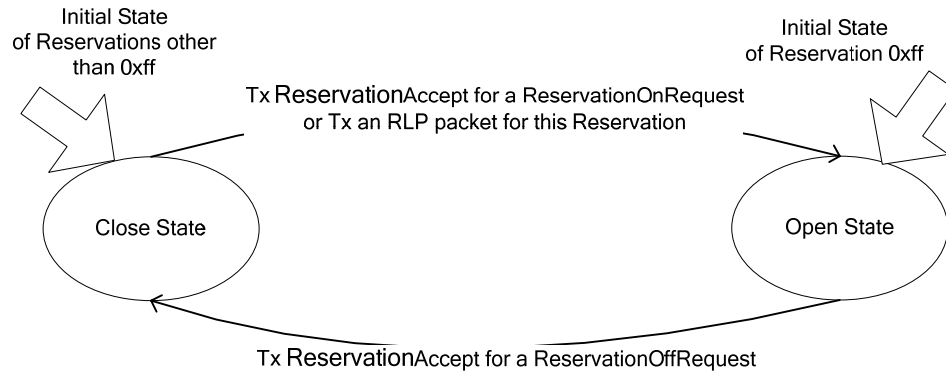 Initial State
of Reservations other
than 0xff
Initial State
of Reservation 0xff
Tx ReservationAccept for a ReservationOnRequest
or Tx an RLP packet for this Reservation
Close State
Open State
Tx ReservationAccept for a ReservationOffRequest